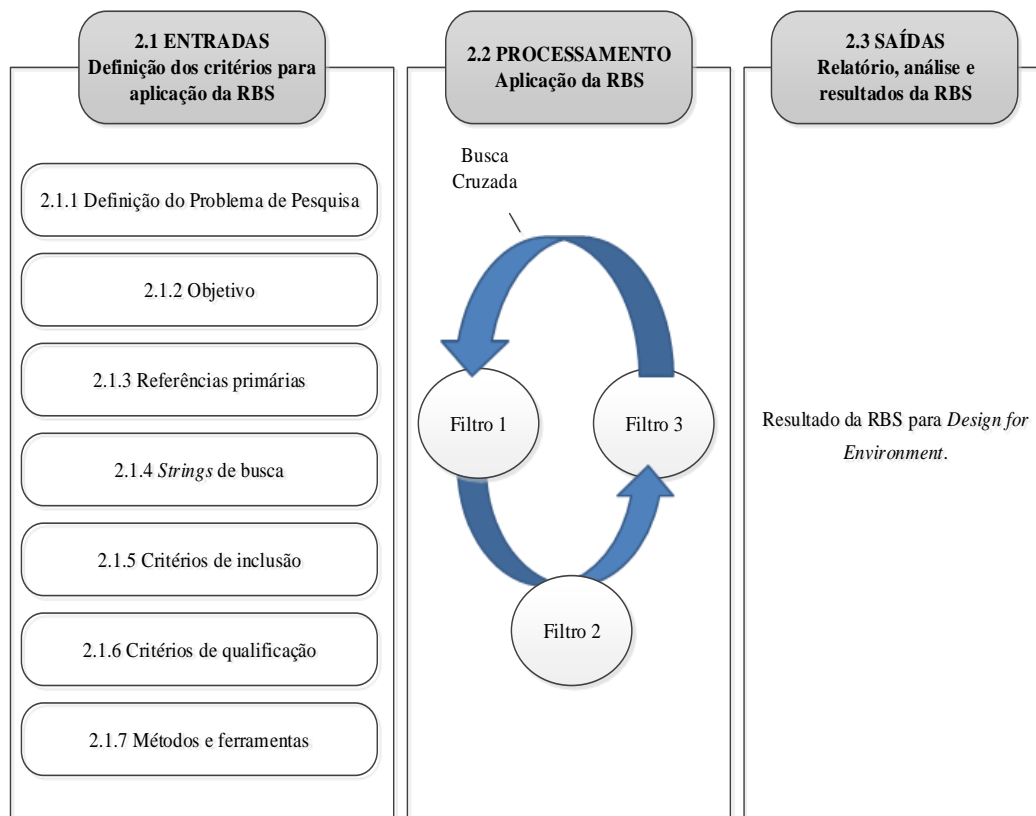 2.1 ENTRADAS
Definição dos critérios para
aplicação da RBS
2.1.1 Definição do Problema de Pesquisa
2.1.2 Objetivo
2.1.3 Referências primárias
2.1.4 Strings de busca
2.1.5 Critérios de inclusão
2.1.6 Critérios de qualificação
2.1.7 Métodos e ferramentas
2.2 PROCESSAMENTO
Aplicação da RBS
Busca
Cruzada
Filtro 1
Filtro 3
Filtro 2
2.3 SAÍDAS
Relatório, análise e
resultados da RBS
Resultado da RBS para Design for
Environment.